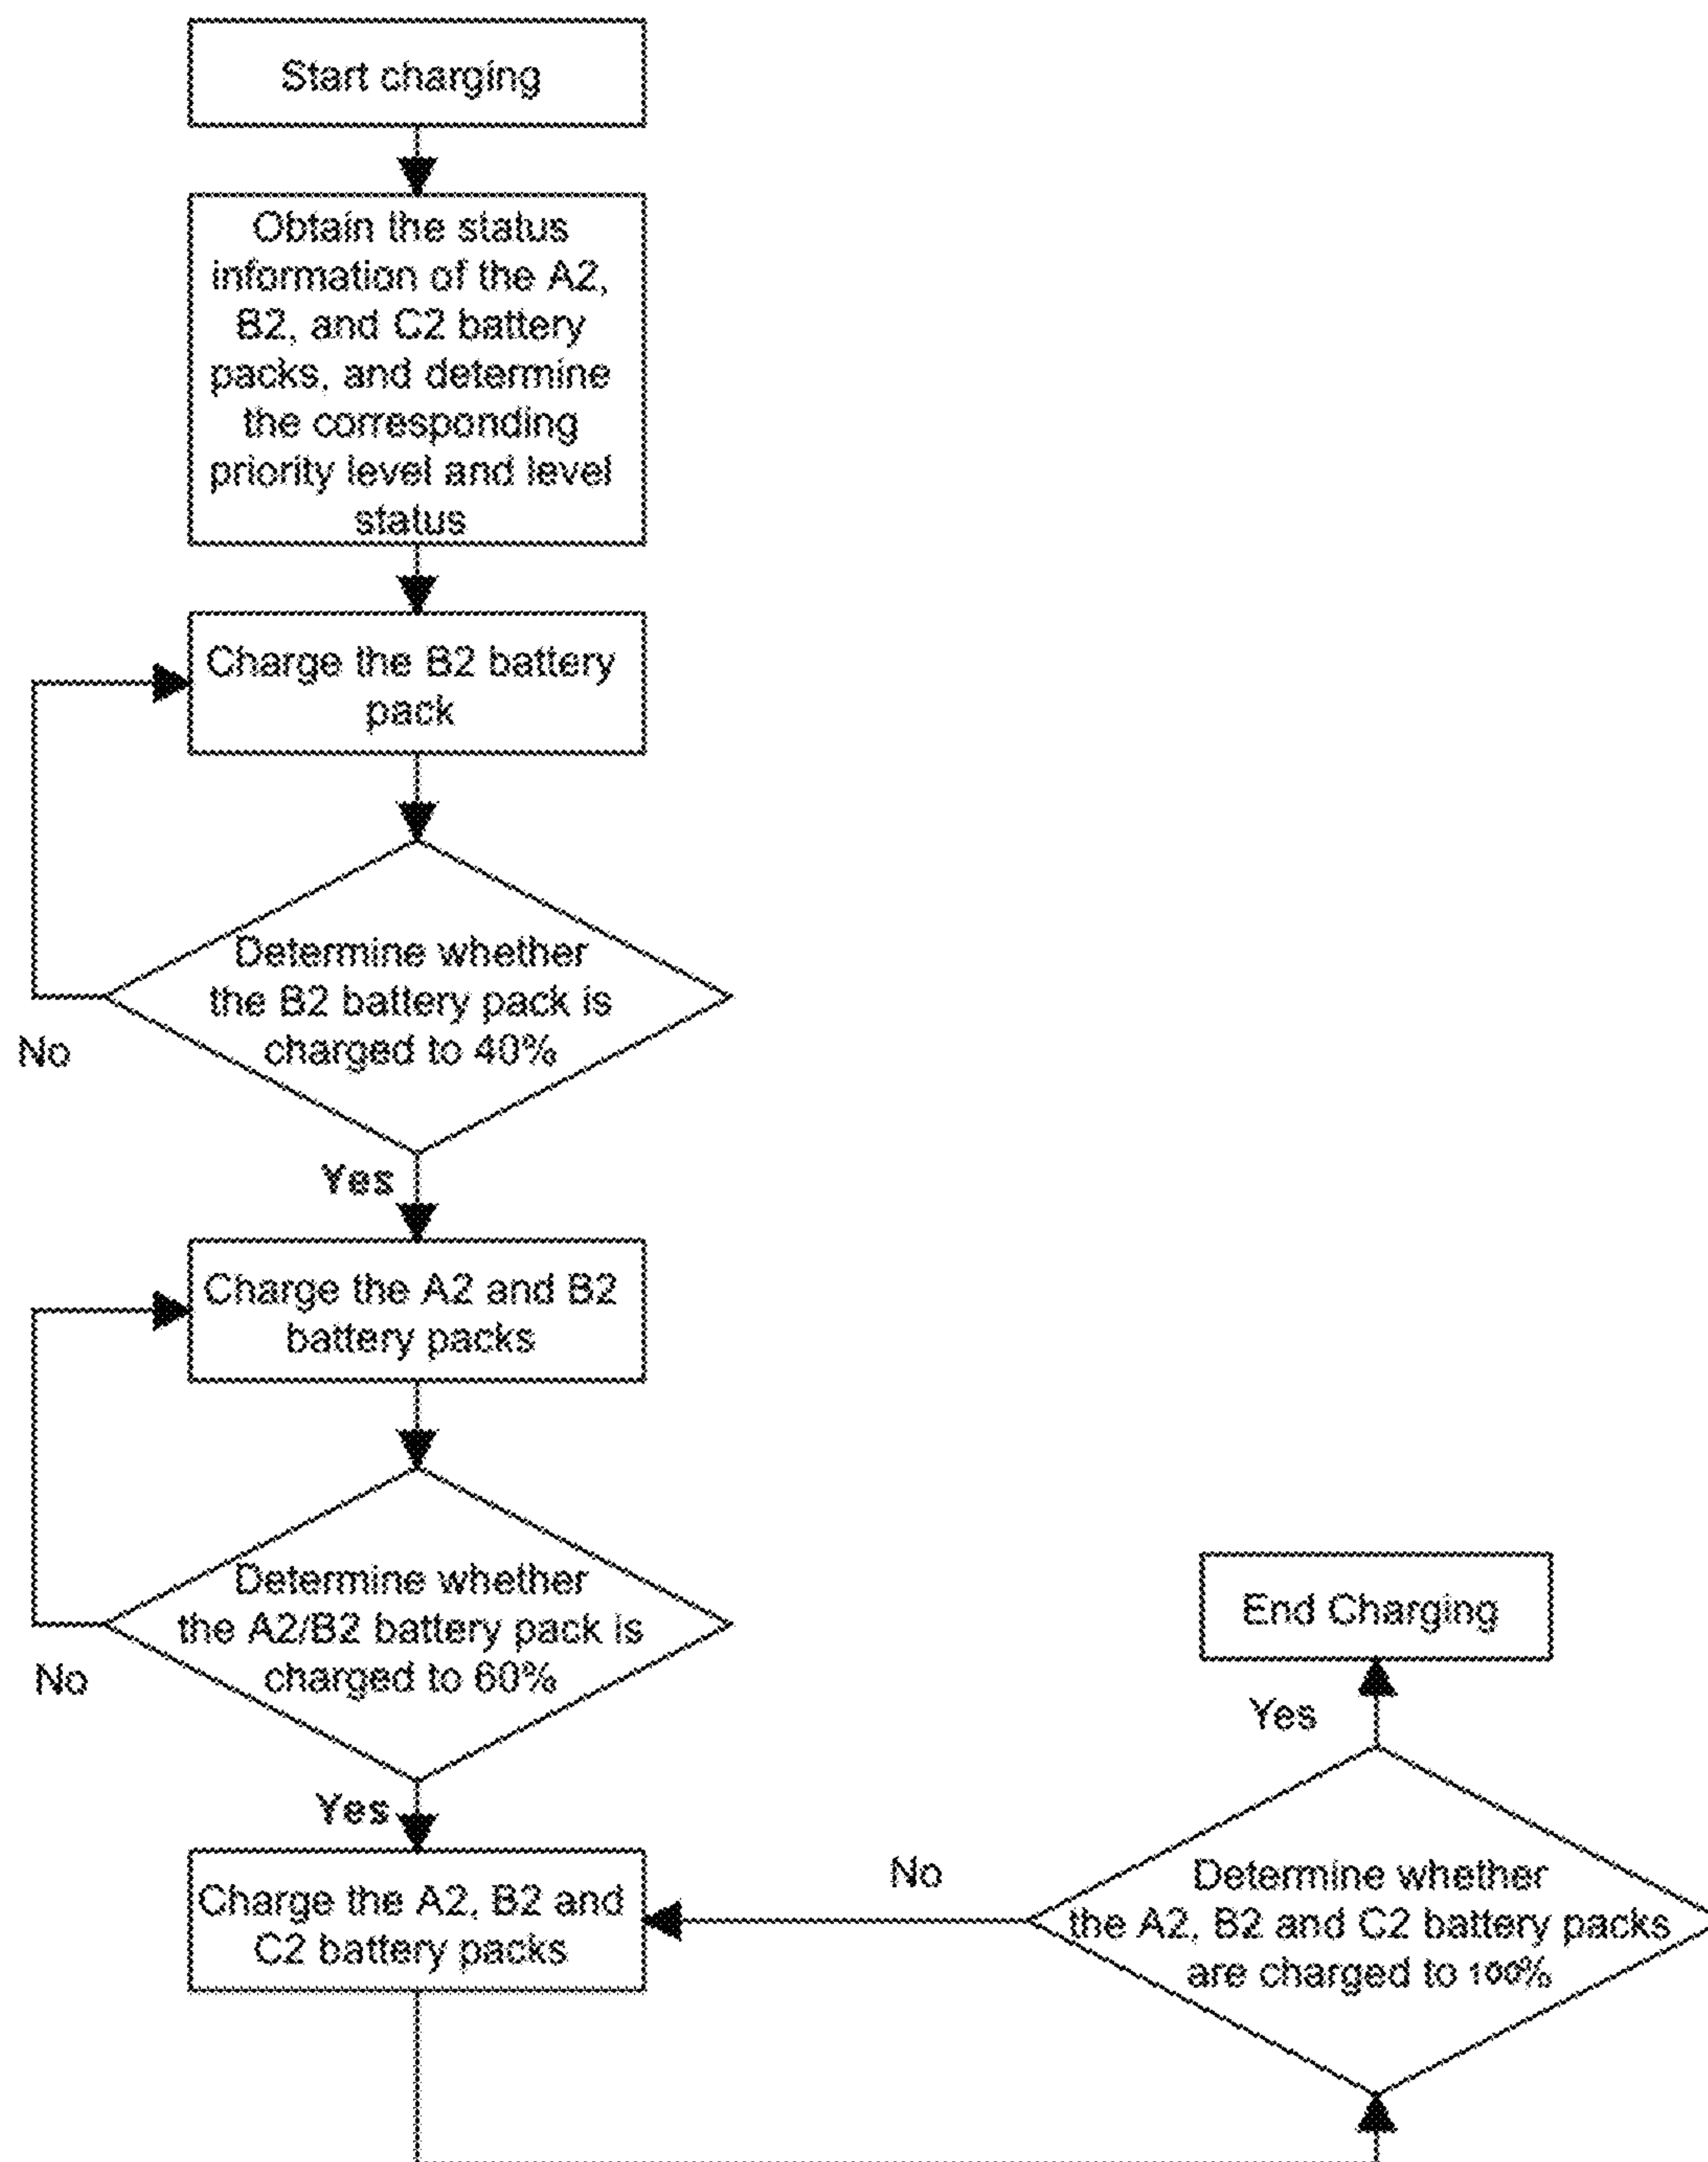 Start charging
Obtain the status
information of the A2,
B2, and C2 battery
packs, and determine
the corresponding
priority level and level
status
Charge the B2 battery
pack
Determine whether
the B2 battery pack is
charged to 40%
No
Yes
Charge the A2 and B2
battery packs
Determine whether
the A2/B2 battery pack is
charged to 60%
No
Yes
Charge the A2, B2 and
C2 battery packs
End Charging
Yes
No
Determine whether
the A2, B2 and C2 battery packs
are charged to 100%